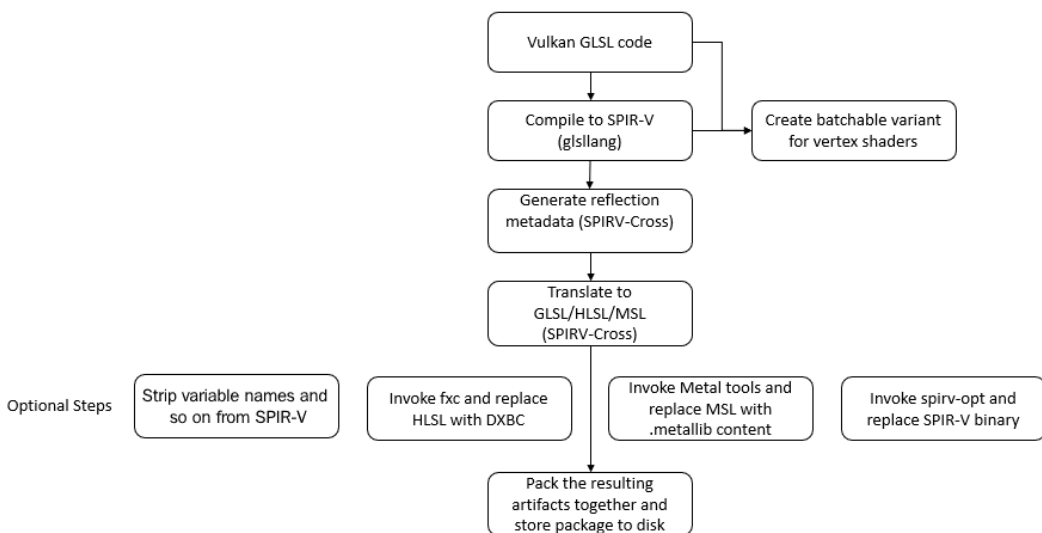 Vulkan GLSL code
Compile to SPIR-V
(glsllang)
Create batchable variant
for vertex shaders
Generate reflection
metadata (SPIRV-Cross)
Translate to
GLSL/HLSL/MSL
(SPIRV-Cross)
Optional Steps
Strip variable names and
so on from SPIR-V
Invoke fxc and replace
HLSL with DXBC
Invoke Metal tools and
replace MSL with
.metallib content
Invoke spirv-opt and
replace SPIR-V binary
Pack the resulting
artifacts together and
store package to disk